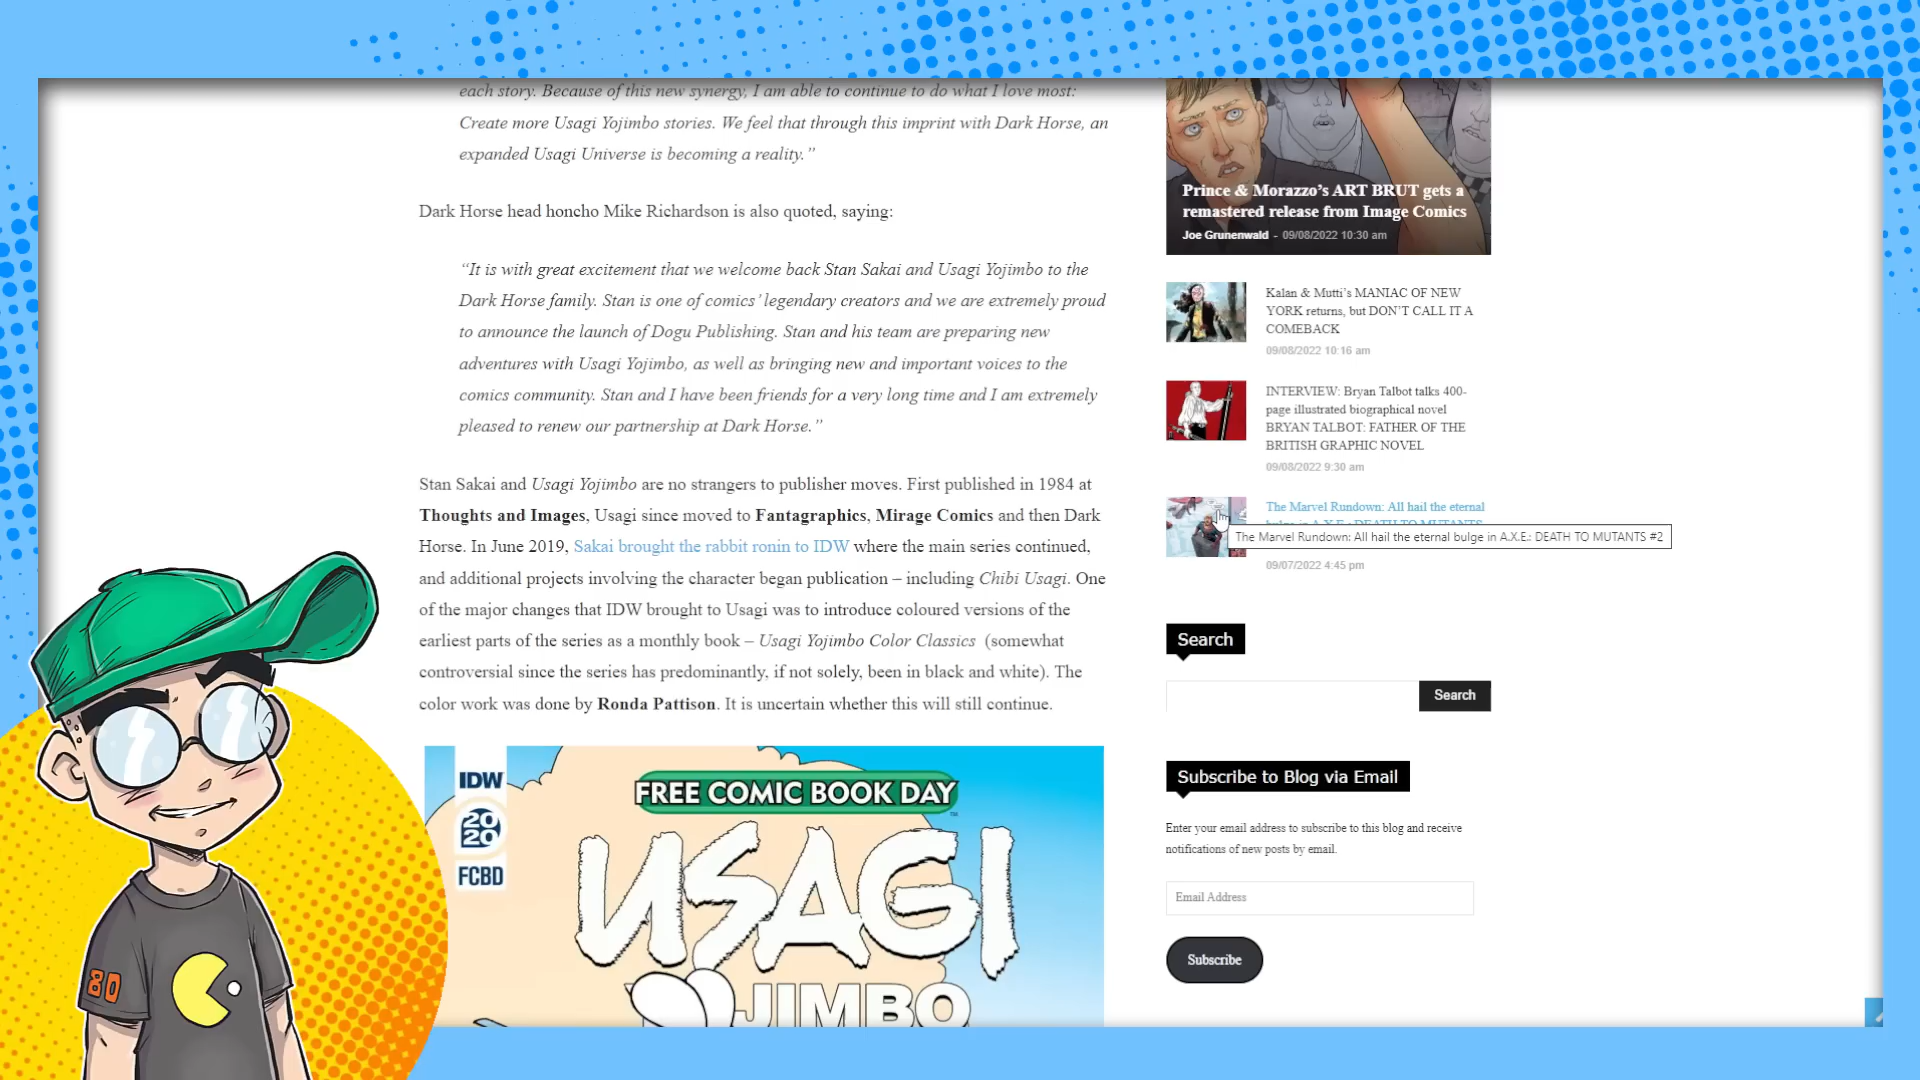 each story. Because of this new synergy, I am able to continue to do what I love most:
Create more Usagi Yojimbo stories. We feel that through this imprint with Dark Horse, an
expanded Usagi Universe is becoming a reality.”
Dark Horse head honcho Mike Richardson is also quoted, saying:
“It is with great excitement that we welcome back Stan Sakai and Usagi Yojimbo to the
Dark Horse family. Stan is one of comics’ legendary creators and we are extremely proud
to announce the launch of Dogu Publishing. Stan and his team are preparing new
adventures with Usagi Yojimbo, as well as bringing new and important voices to the
comics community. Stan and I have been friends for a very long time and I am extremely
pleased to renew our partnership at Dark Horse.”
Stan Sakai and Usagi Yojimbo are no strangers to publisher moves. First published in 1984 at
Thoughts and Images, Usagi since moved to Fantagraphics, Mirage Comics and then Dark
Horse. In June 2019, Sakai brought the rabbit ronin to IDW where the main series continued,
and additional projects involving the character began publication – including Chibi Usagi. One
of the major changes that IDW brought to Usagi was to introduce coloured versions of the
earliest parts of the series as a monthly book – Usagi Yojimbo Color Classics (somewhat
controversial since the series has predominantly, if not solely, been in black and white). The
color work was done by Ronda Pattison. It is uncertain whether this will still continue.
IDW
20
20
FCBD
FREE COMIC BOOK DAY
USAGI
JIMBO
Prince & Morazzo’s ART BRUT gets a
remastered release from Image Comics
Joe Grunenwald - 09/08/2022 10:30 am
Kalan & Mutti’s MANIAC OF NEW
YORK returns, but DON’T CALL IT A
COMEBACK
09/08/2022 10:16 am
INTERVIEW: Bryan Talbot talks 400-
page illustrated biographical novel
BRYAN TALBOT: FATHER OF THE
BRITISH GRAPHIC NOVEL
09/08/2022 9:30 am
The Marvel Rundown: All hail the eternal
bulge in A.X.E.: DEATH TO MUTANTS
The Marvel Rundown: All hail the eternal bulge in A.X.E.: DEATH TO MUTANTS #2
09/07/2022 4:45 pm
Search
Search
Subscribe to Blog via Email
Enter your email address to subscribe to this blog and receive
notifications of new posts by email.
Email Address
Subscribe
80